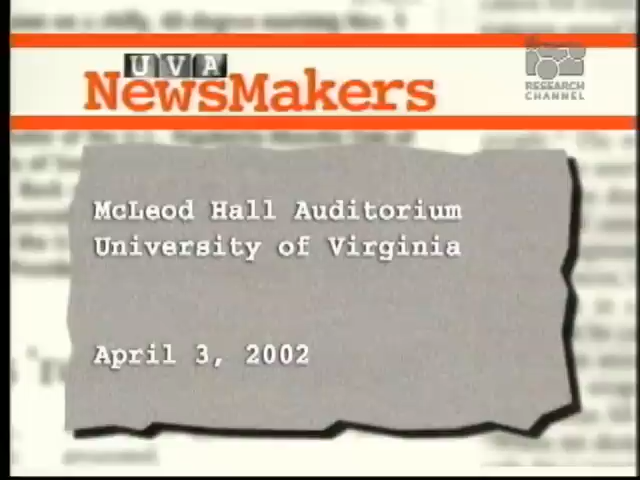 UVA
NewsMakers
RESEARCH
CHANNEL
McLeod Hall Auditorium
University of Virginia
April 3, 2002